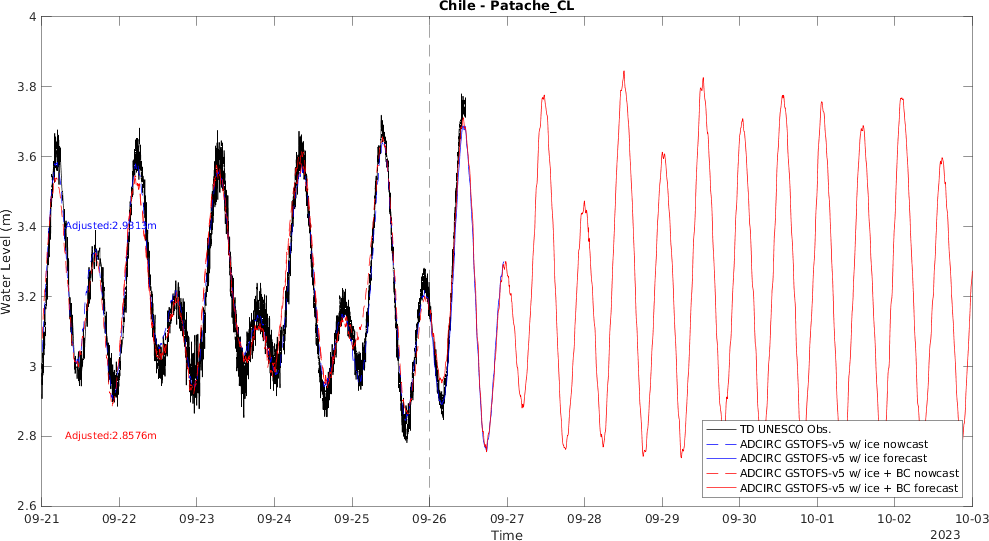 Chile - Patache_CL
4
3.8
3.6
3.4
3.2
3
2.8
2.6
Water Level (m)
Adjusted:2.9313m
Adjusted:2.8576m
TD UNESCO Obs.
ADCIRC GSTOFS-v5 w/ ice nowcast
ADCIRC GSTOFS-v5 w/ ice forecast
ADCIRC GSTOFS-v5 w/ ice + BC nowcast
ADCIRC GSTOFS-v5 w/ ice + BC forecast
09-21 09-22 09-23 09-24 09-25 09-26 09-27 09-28 09-29 09-30 10-01 10-02 10-03
Time
2023